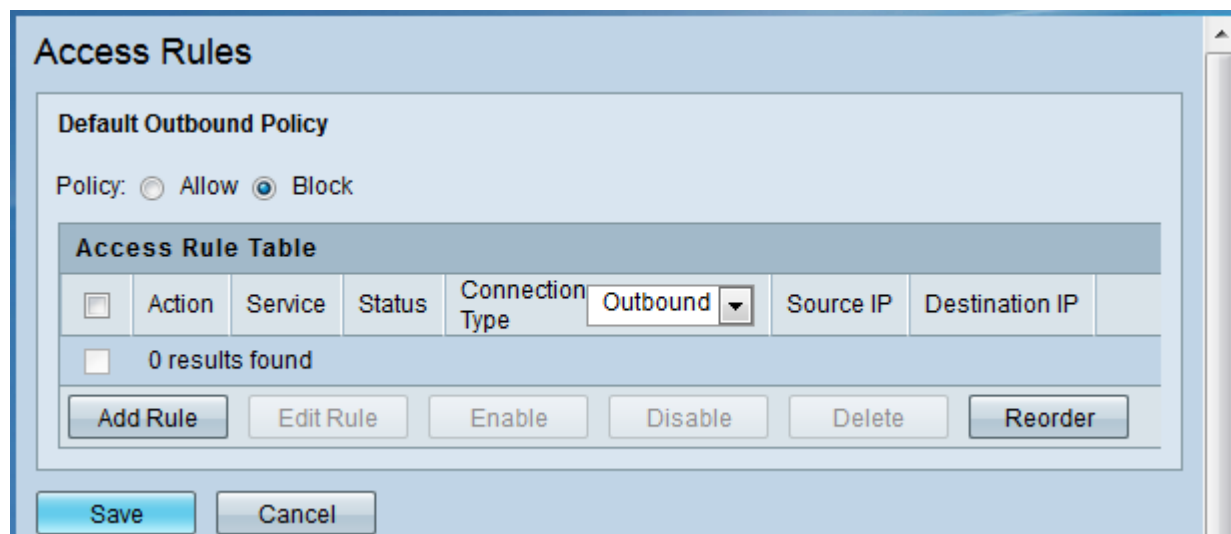 Access Rules
Default Outbound Policy
Policy: Allow Block
Access Rule Table
Action Service Status Connection Type Outbound Source IP Destination IP
0 results found
Add Rule Edit Rule Enable Disable Delete Reorder
Save Cancel